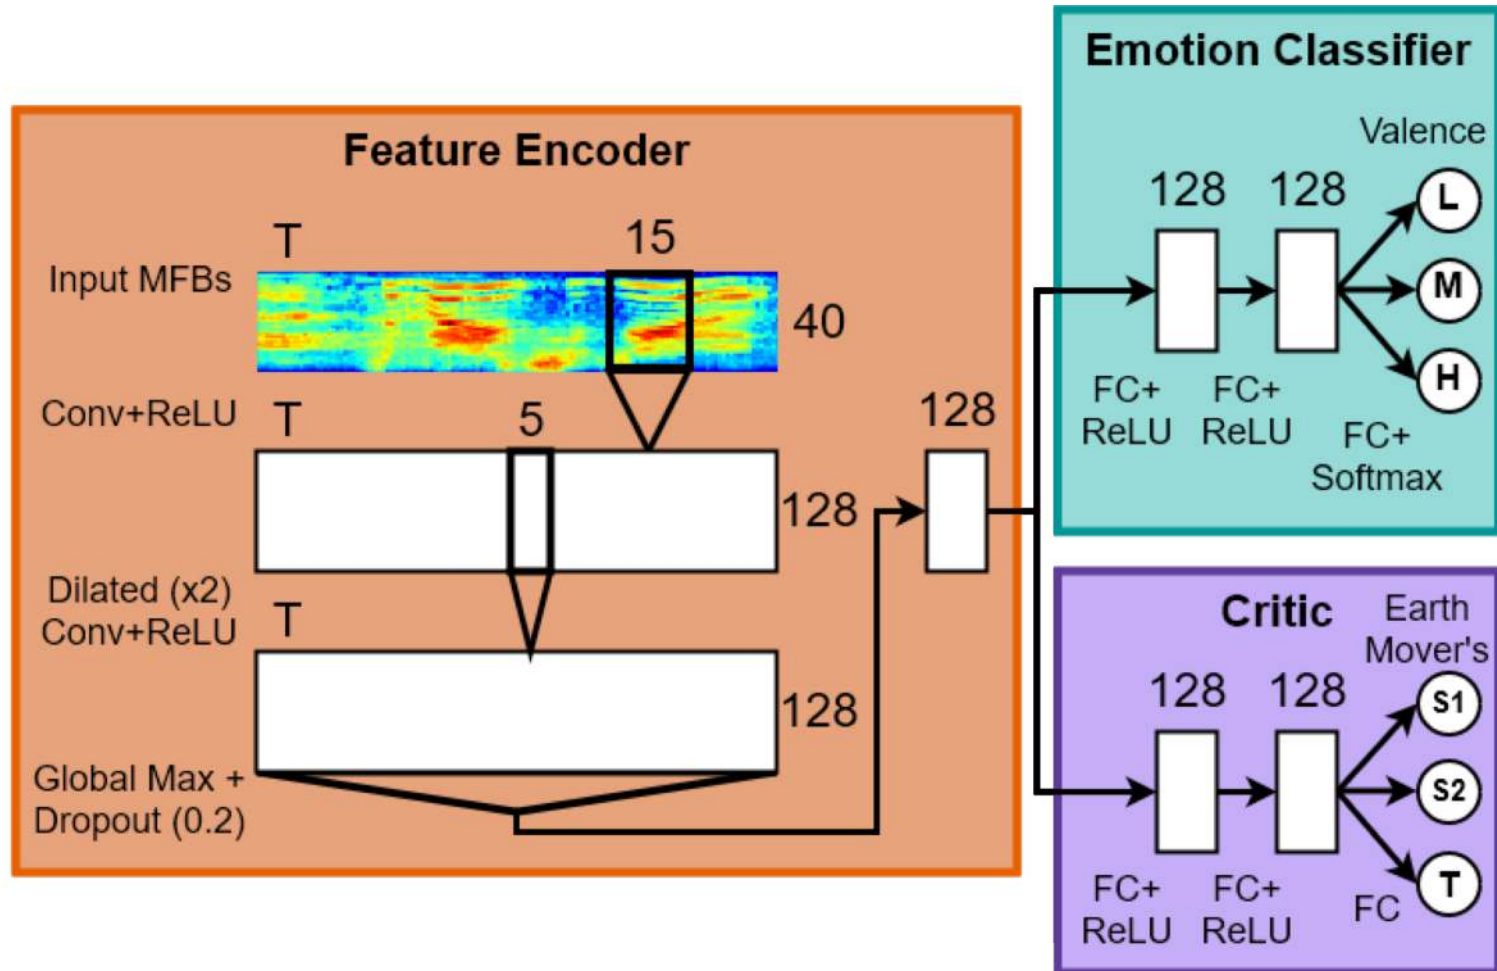 Feature Encoder
T
15
Input MFBs
40
Conv+ReLU
T
5
128
128
Dilated (x2)
Conv+ReLU
T
128
Global Max +
Dropout (0.2)
Emotion Classifier
Valence
128
128
L
M
H
FC+
ReLU
FC+
ReLU
FC+
Softmax
Critic
Earth
Mover's
128
128
S1
S2
T
FC+
ReLU
FC+
ReLU
FC